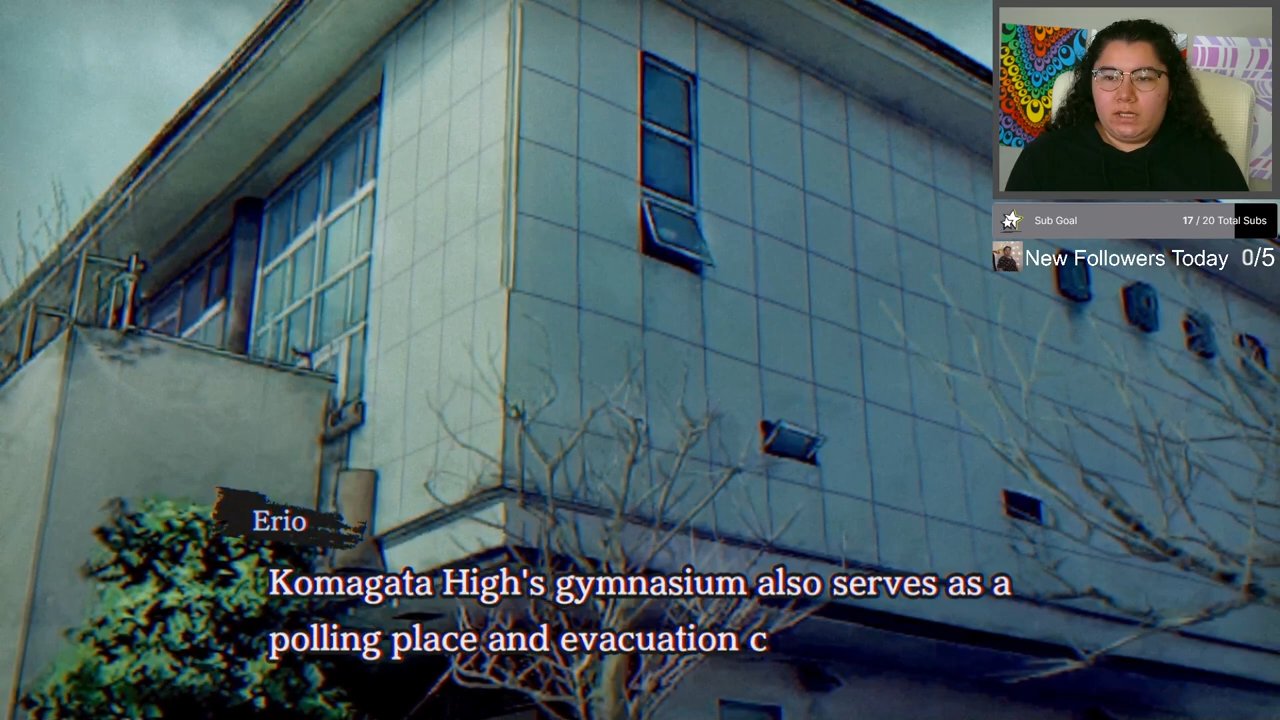 Sub Goal
17 / 20 Total Subs
New Followers Today 0/5
Erio
Komagata High's gymnasium also serves as a
polling place and evacuation c